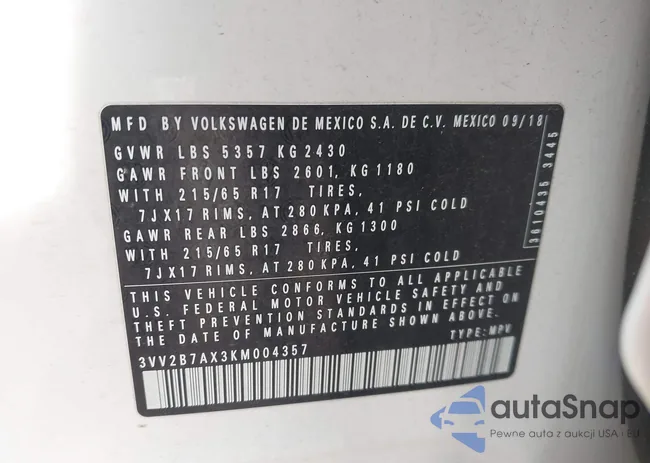 MFD BY VOLKSWAGEN DE MEXICO S.A. DE C.V. MEXICO 09/18
GVWR LBS 5357 KG 2430
GAWR FRONT LBS 2601, KG 1180
WITH 215/65 R17 TIRES,
7JX17 RIMS, AT 280 KPA, 41 PSI COLD
GAWR REAR LBS 2866, KG 1300
WITH 215/65 R17 TIRES,
7JX17 RIMS, AT 280 KPA, 41 PSI COLD
THIS VEHICLE CONFORMS TO ALL APPLICABLE
U.S. FEDERAL MOTOR VEHICLE SAFETY AND
THEFT PREVENTION STANDARDS IN EFFECT ON
THE DATE OF MANUFACTURE SHOWN ABOVE.
3VV2B7AX3KM004357 TYPE: MPV
3610435 3445
autaSnap
Pewne auta z aukcji USA i EU